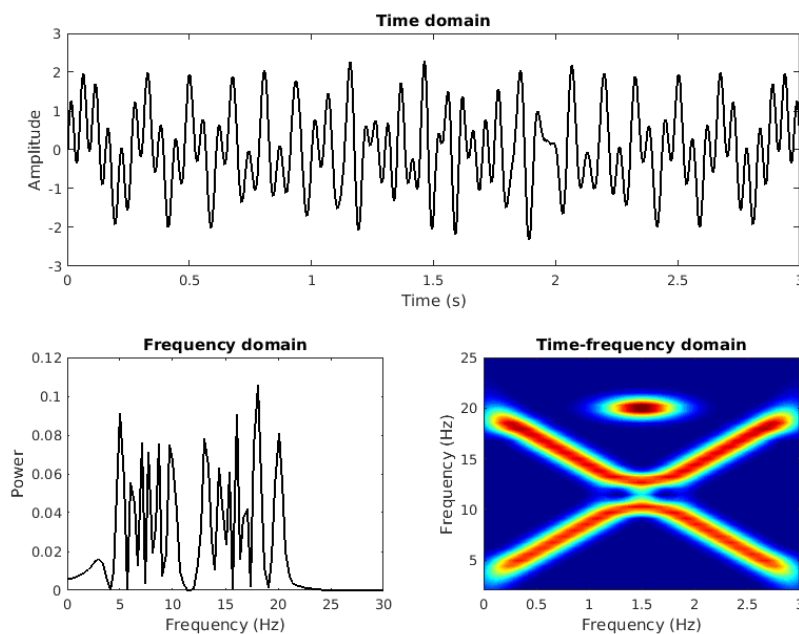 Time domain
3
2
1
0
-1
-2
-3
Amplitude
0 0.5 1 1.5 2 2.5 3
Time (s)
Frequency domain
0.12
0.1
0.08
0.06
0.04
0.02
0
Power
0 5 10 15 20 25 30
Frequency (Hz)
Time-frequency domain
25
20
15
10
5
Frequency (Hz)
0 0.5 1 1.5 2 2.5 3
Frequency (Hz)